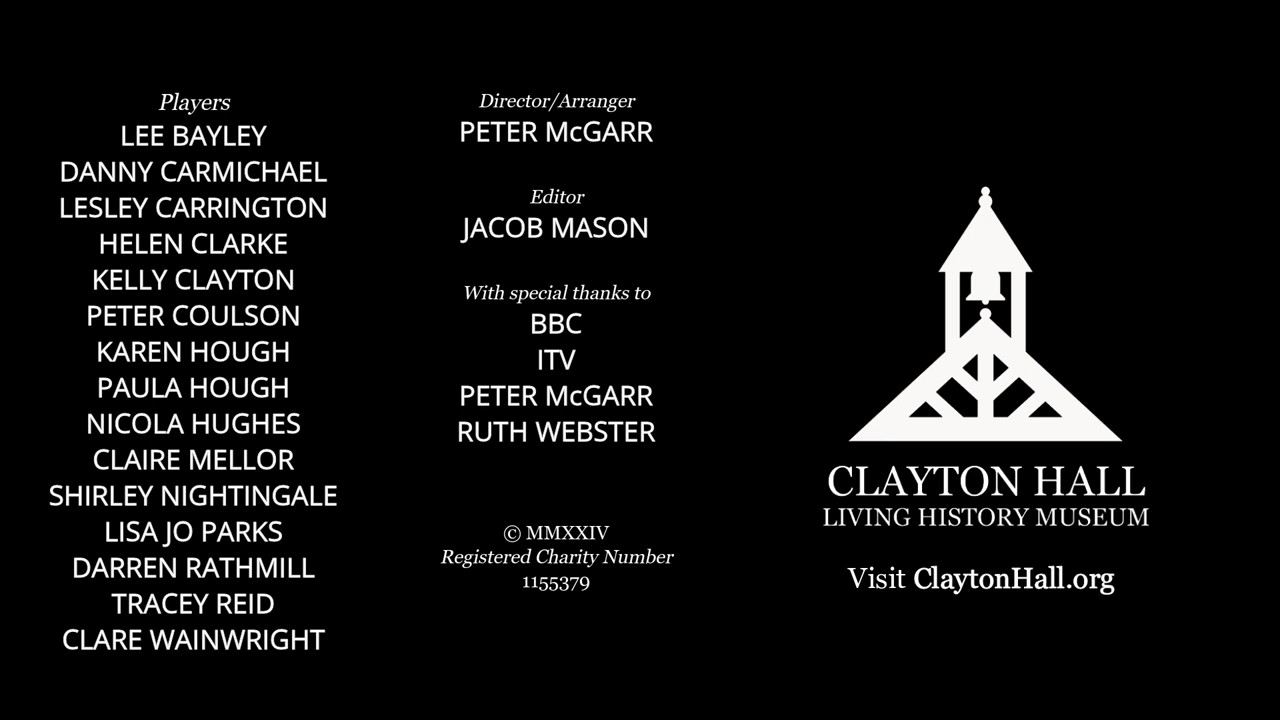 Players
LEE BAYLEY
DANNY CARMICHAEL
LESLEY CARRINGTON
HELEN CLARKE
KELLY CLAYTON
PETER COULSON
KAREN HOUGH
PAULA HOUGH
NICOLA HUGHES
CLAIRE MELLOR
SHIRLEY NIGHTINGALE
LISA JO PARKS
DARREN RATHMILL
TRACEY REID
CLARE WAINWRIGHT
Director/Arranger
PETER McGARR
Editor
JACOB MASON
With special thanks to
BBC
ITV
PETER McGARR
RUTH WEBSTER
© MMXXIV
Registered Charity Number
1155379
CLAYTON HALL
LIVING HISTORY MUSEUM
Visit ClaytonHall.org